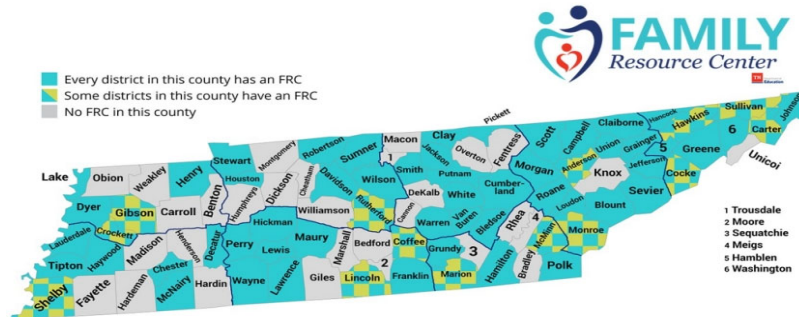 FAMILY
Resource Center
TN
Education
Every district in this county has an FRC
Some districts in this county have an FRC
No FRC in this county
Lake
Obion
Weakley
Henry
Stewart
Montgomery
Robertson
Sumner
Macon
Clay
Pickett
Fentress
Scott
Campbell
Claiborne
Hancock
Hawkins
Sullivan
Johnson
Carter
Dyer
Gibson
Carroll
Benton
Houston
Humphreys
Dickson
Cheatham
Davidson
Wilson
1
Smith
Jackson
Overton
Putnam
Morgan
Anderson
Union
Grainger
5
Greene
6
Unicoi
Lauderdale
Crockett
Haywood
Madison
Henderson
Decatur
Perry
Hickman
Williamson
Rutherford
Cannon
DeKalb
White
Cumber-
land
Roane
Knox
Jefferson
Cocke
Sevier
Tipton
Chester
Lewis
Maury
Marshall
Bedford
Coffee
Warren
Van
Buren
Bledsoe
Rhea
4
Loudon
Blount
Shelby
Fayette
Hardeman
McNairy
Hardin
Wayne
Lawrence
Giles
Lincoln
2
Franklin
Grundy
3
Marion
Hamilton
Bradley
McMinn
Monroe
Polk
1 Trousdale
2 Moore
3 Sequatchie
4 Meigs
5 Hamblen
6 Washington